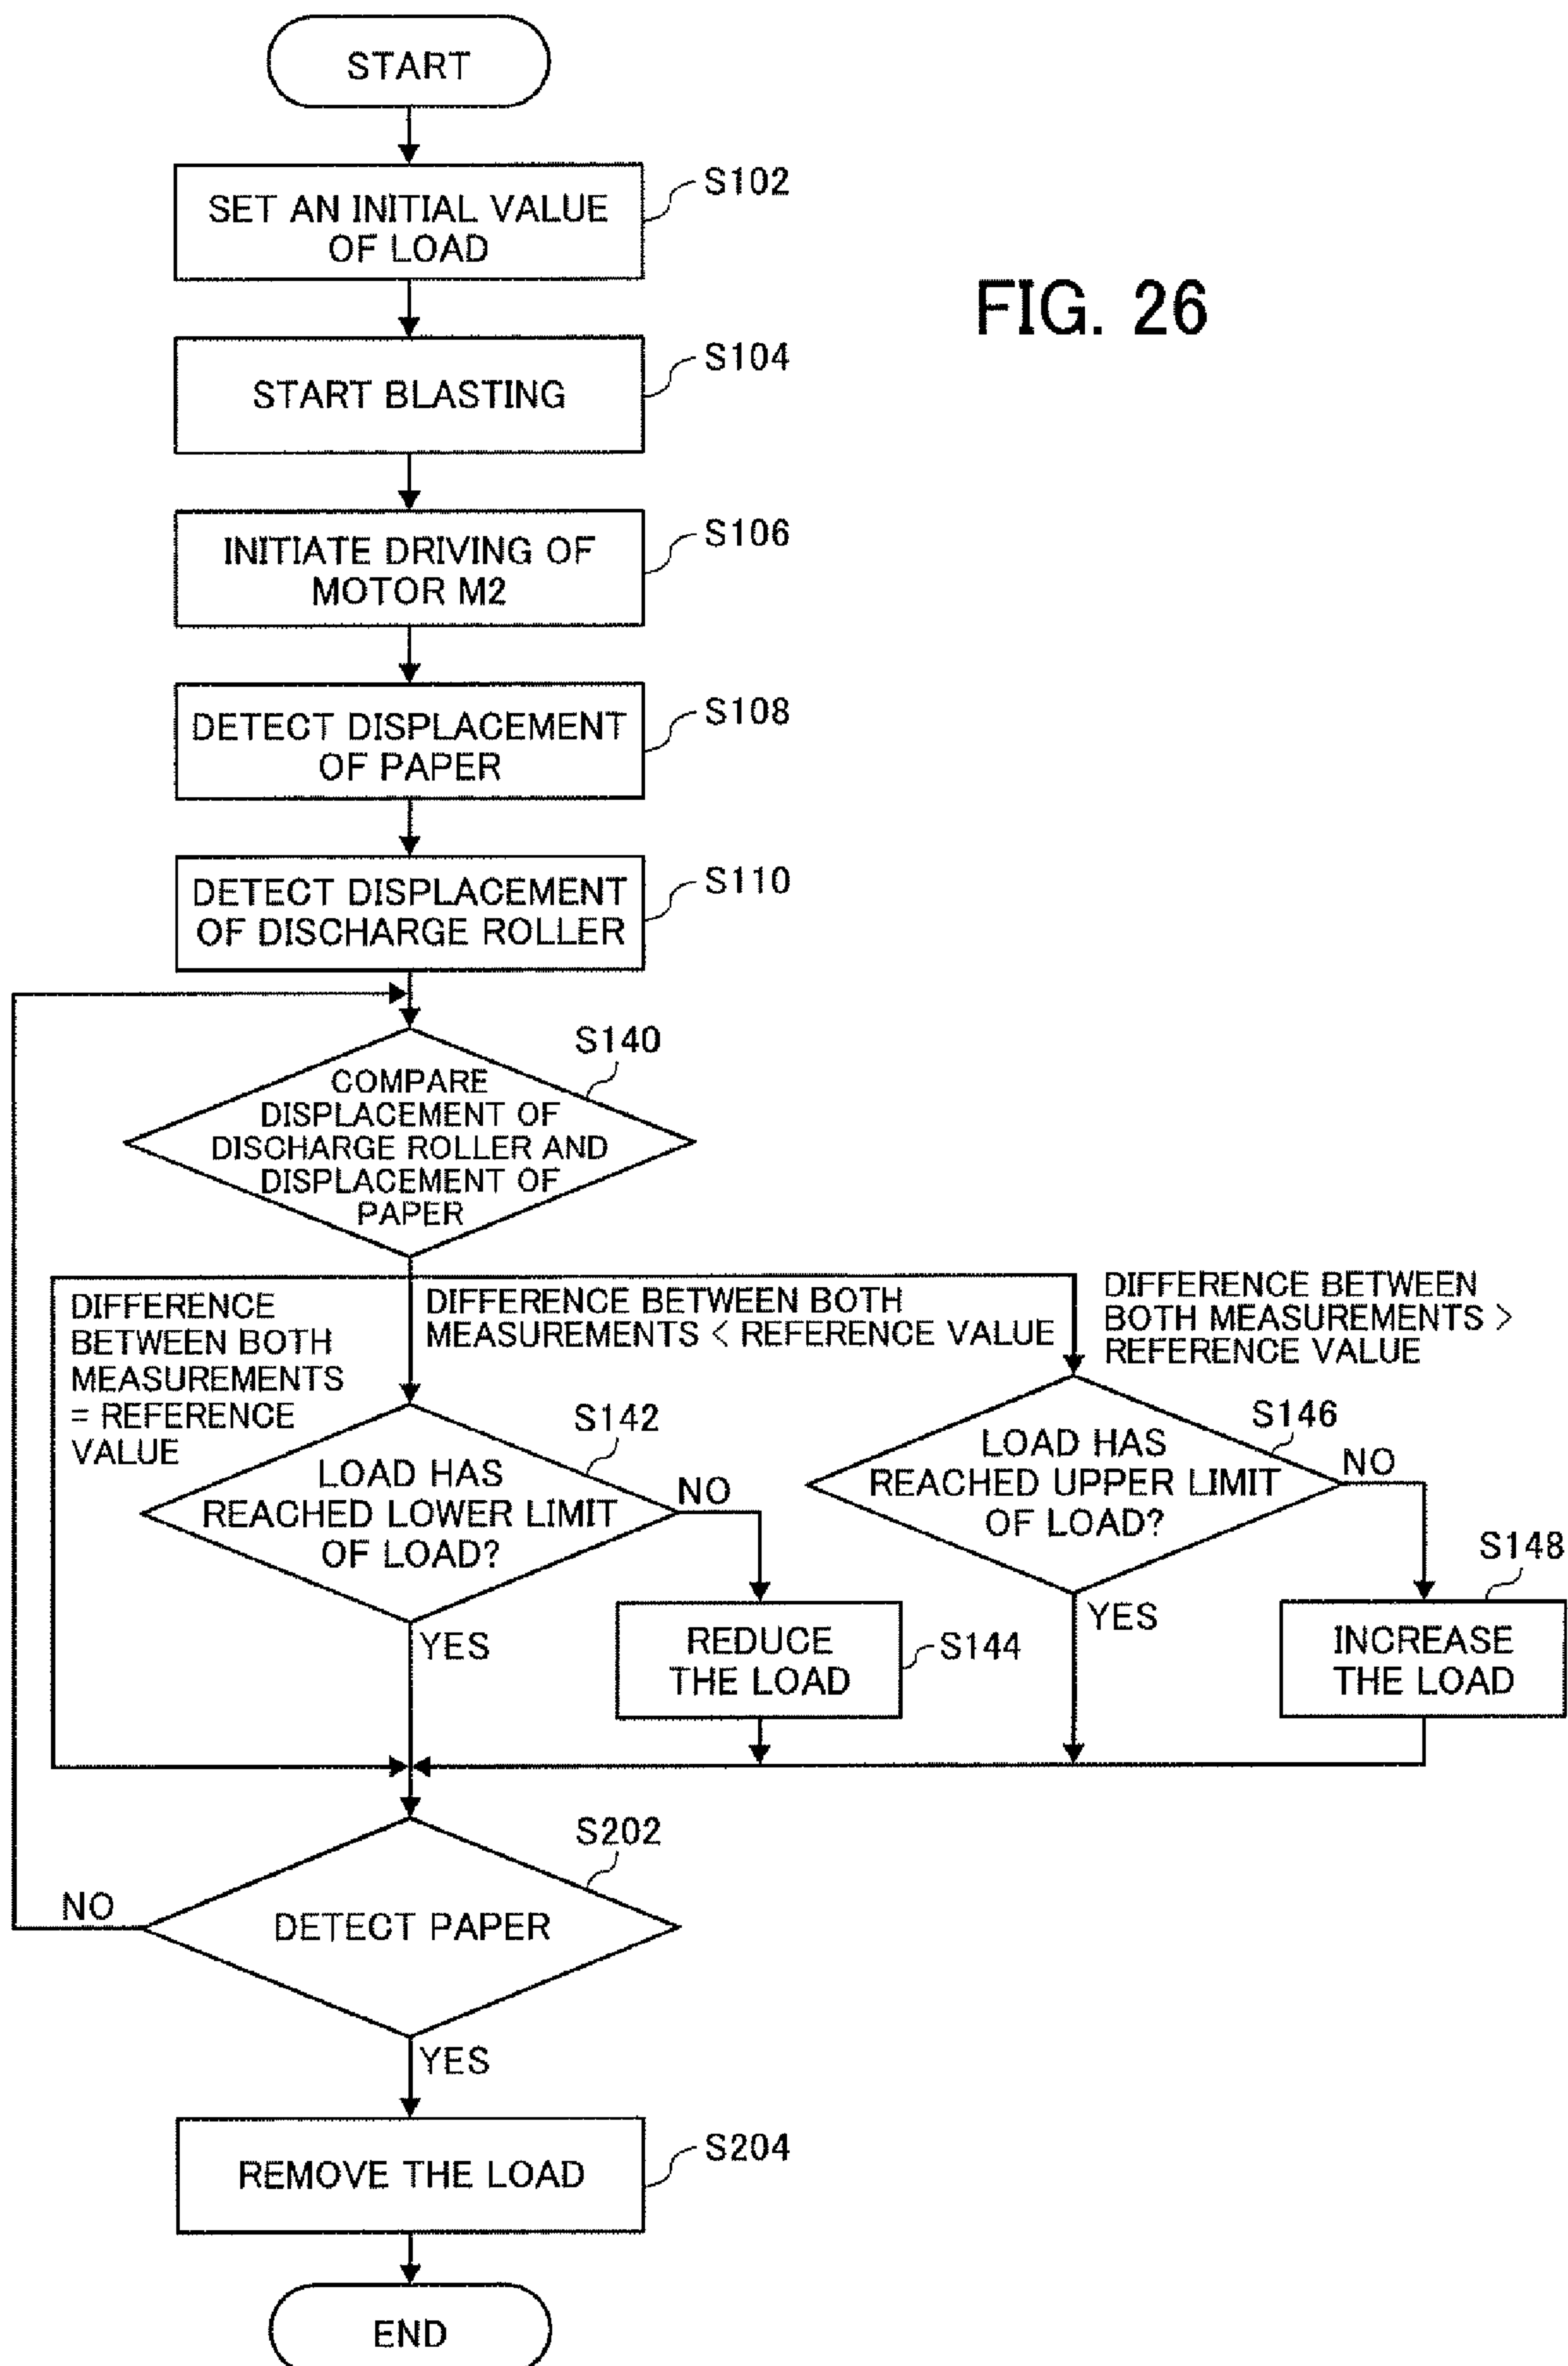 START
S102
SET AN INITIAL VALUE
OF LOAD
FIG. 26
S104
START BLASTING
S106
INITIATE DRIVING OF
MOTOR M2
S108
DETECT DISPLACEMENT
OF PAPER
S110
DETECT DISPLACEMENT
OF DISCHARGE ROLLER
S140
COMPARE
DISPLACEMENT OF
DISCHARGE ROLLER AND
DISPLACEMENT OF
PAPER
DIFFERENCE
BETWEEN BOTH
MEASUREMENTS
= REFERENCE
VALUE
DIFFERENCE BETWEEN BOTH
MEASUREMENTS < REFERENCE VALUE
DIFFERENCE BETWEEN
BOTH MEASUREMENTS >
REFERENCE VALUE
S142
LOAD HAS
REACHED LOWER LIMIT
OF LOAD?
NO
YES
S144
REDUCE
THE LOAD
S146
LOAD HAS
REACHED UPPER LIMIT
OF LOAD?
NO
YES
S148
INCREASE
THE LOAD
S202
DETECT PAPER
NO
YES
S204
REMOVE THE LOAD
END